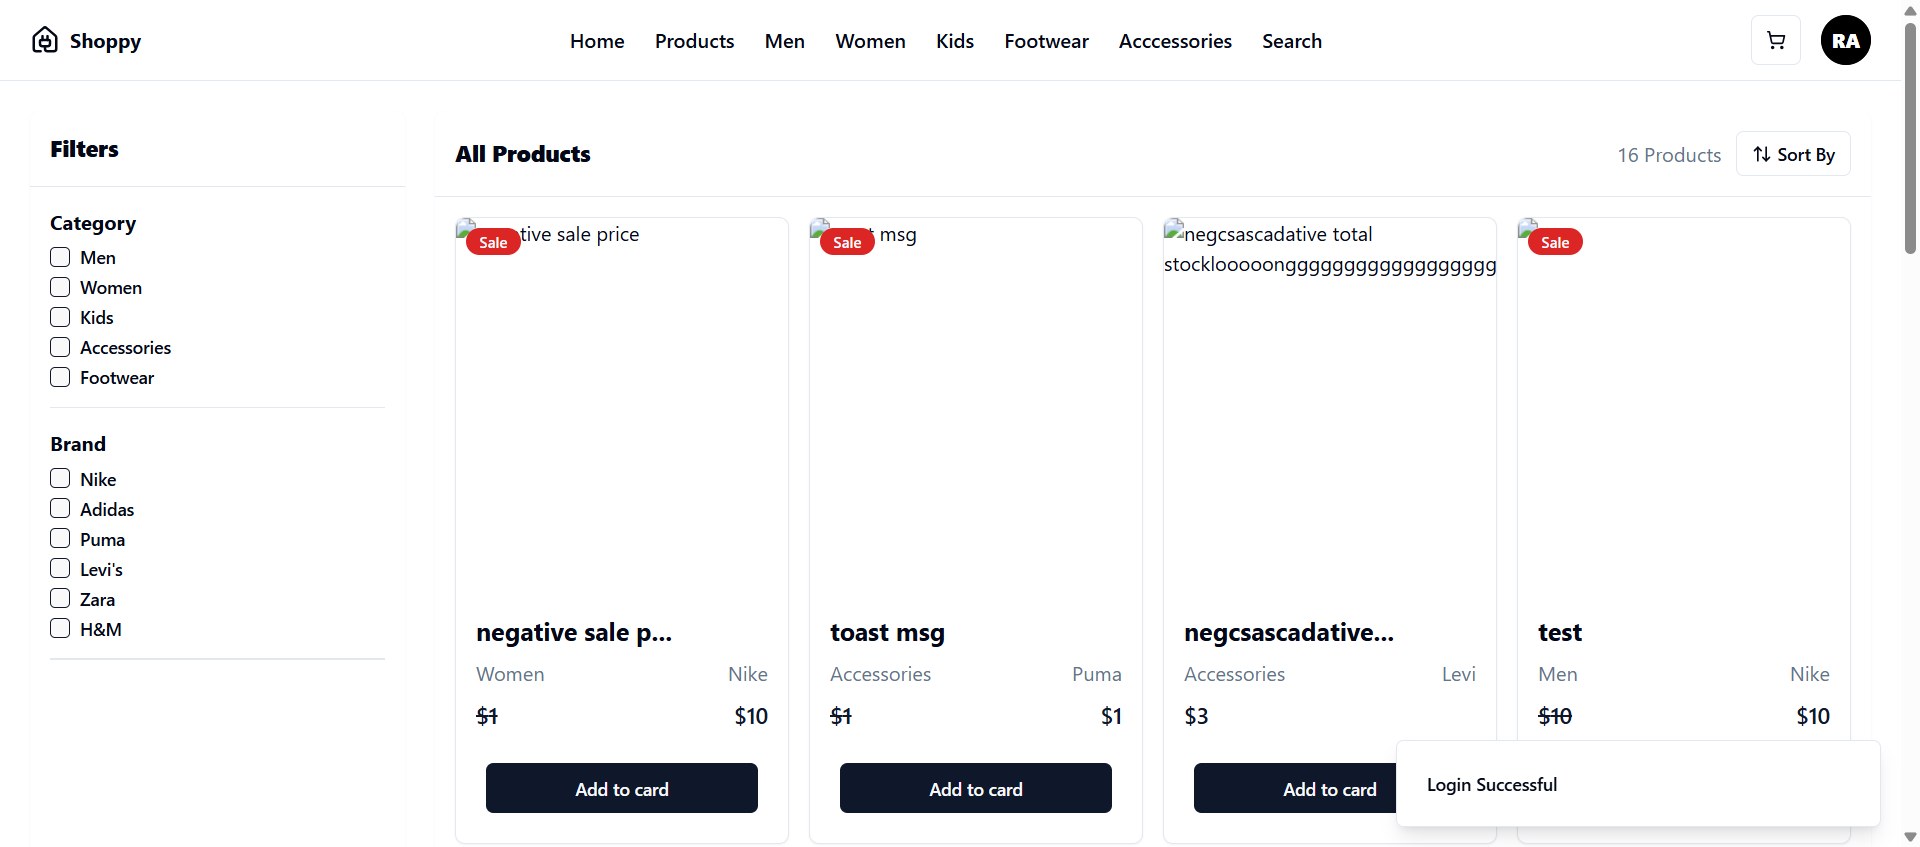 Shoppy
Home Products Men Women Kids Footwear Acccessories Search
RA
Filters
Category
Men
Women
Kids
Accessories
Footwear
Brand
Nike
Adidas
Puma
Levi's
Zara
H&M
All Products
16 Products
Sort By
Sale
tive sale price
negative sale p...
Women Nike
$1 $10
Add to card
Sale
msg
toast msg
Accessories Puma
$1 $1
Add to card
negcsascadative total
stocklooooongggggggggggggggggg
negcsascadative...
Accessories Levi
$3
Add to card
Sale
test
Men Nike
$10 $10
Login Successful